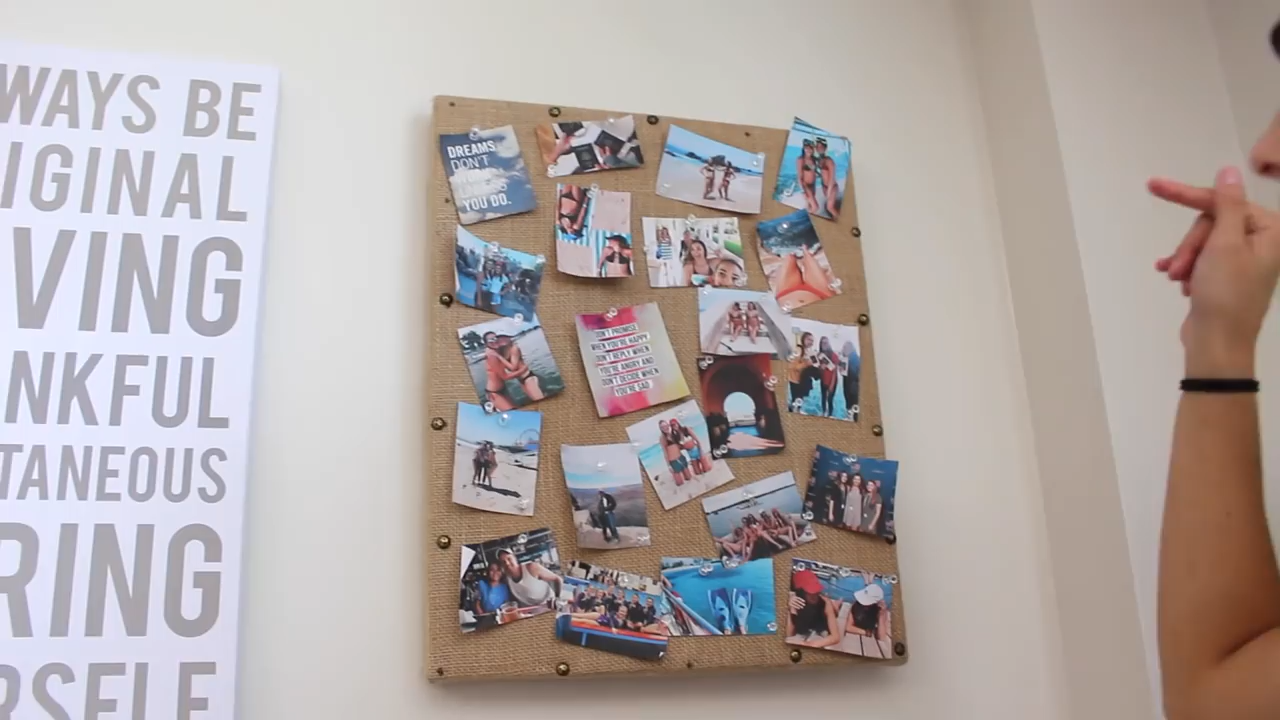 WAYS BE
IGINAL
VING
NKFUL
TANEOUS
RING
RSELF
DREAMS
DON'T
YOU DO.
DON'T PROMISE
WHEN YOU'RE HAPPY
DON'T REPLY WHEN
YOU'RE ANGRY AND
DON'T DECIDE WHEN
YOU'RE SAD